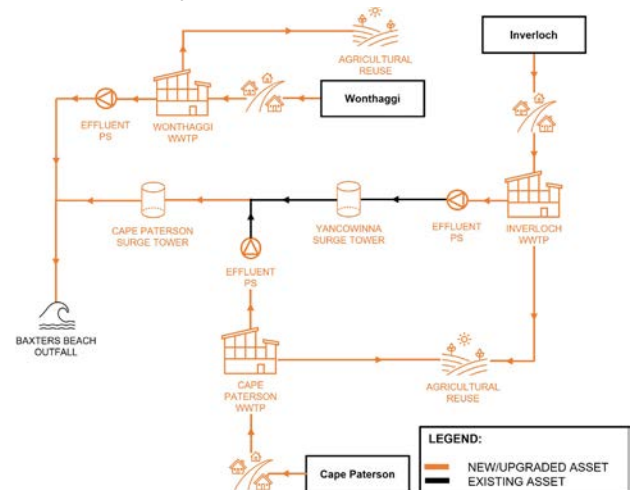 AGRICULTURAL
REUSE
Inverloch
Wonthaggi
EFFLUENT
PS
WONTHAGGI
WWTP
CAPE PATERSON
SURGE TOWER
YANCOWINNA
SURGE TOWER
EFFLUENT
PS
INVERLOCH
WWTP
EFFLUENT
PS
BAXTERS BEACH
OUTFALL
CAPE
PATERSON
WWTP
AGRICULTURAL
REUSE
Cape Paterson
LEGEND:
NEW/UPGRADED ASSET
EXISTING ASSET